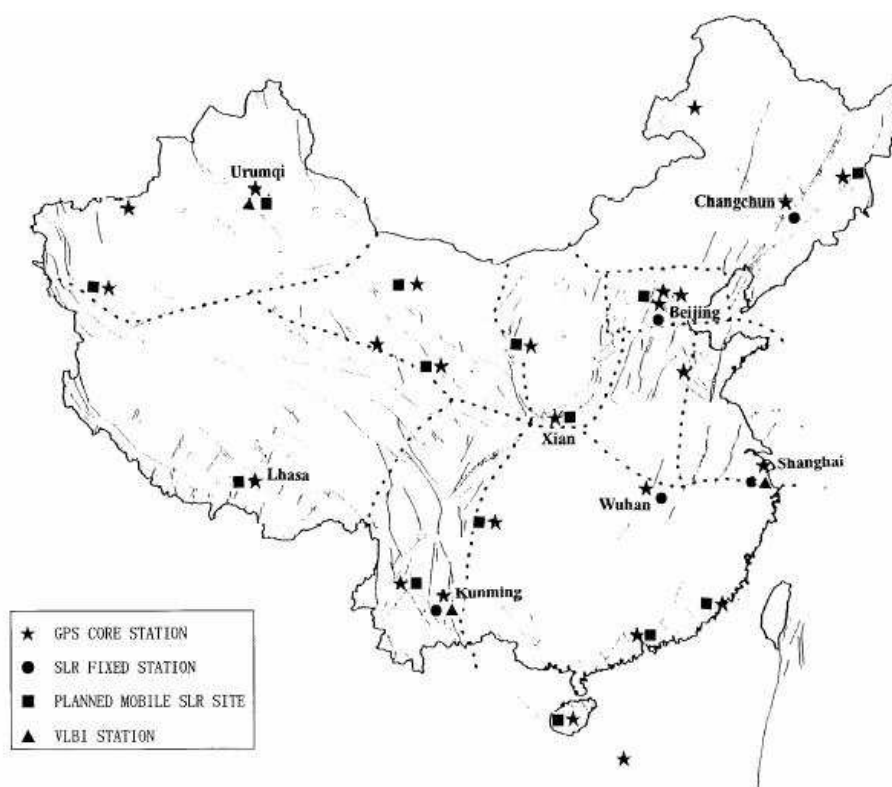 Urumqi
Changchun
Beijing
Xian
Lhasa
Shanghai
Wuhan
Kunming
GPS CORE STATION
SLR FIXED STATION
PLANNED MOBILE SLR SITE
VLBI STATION